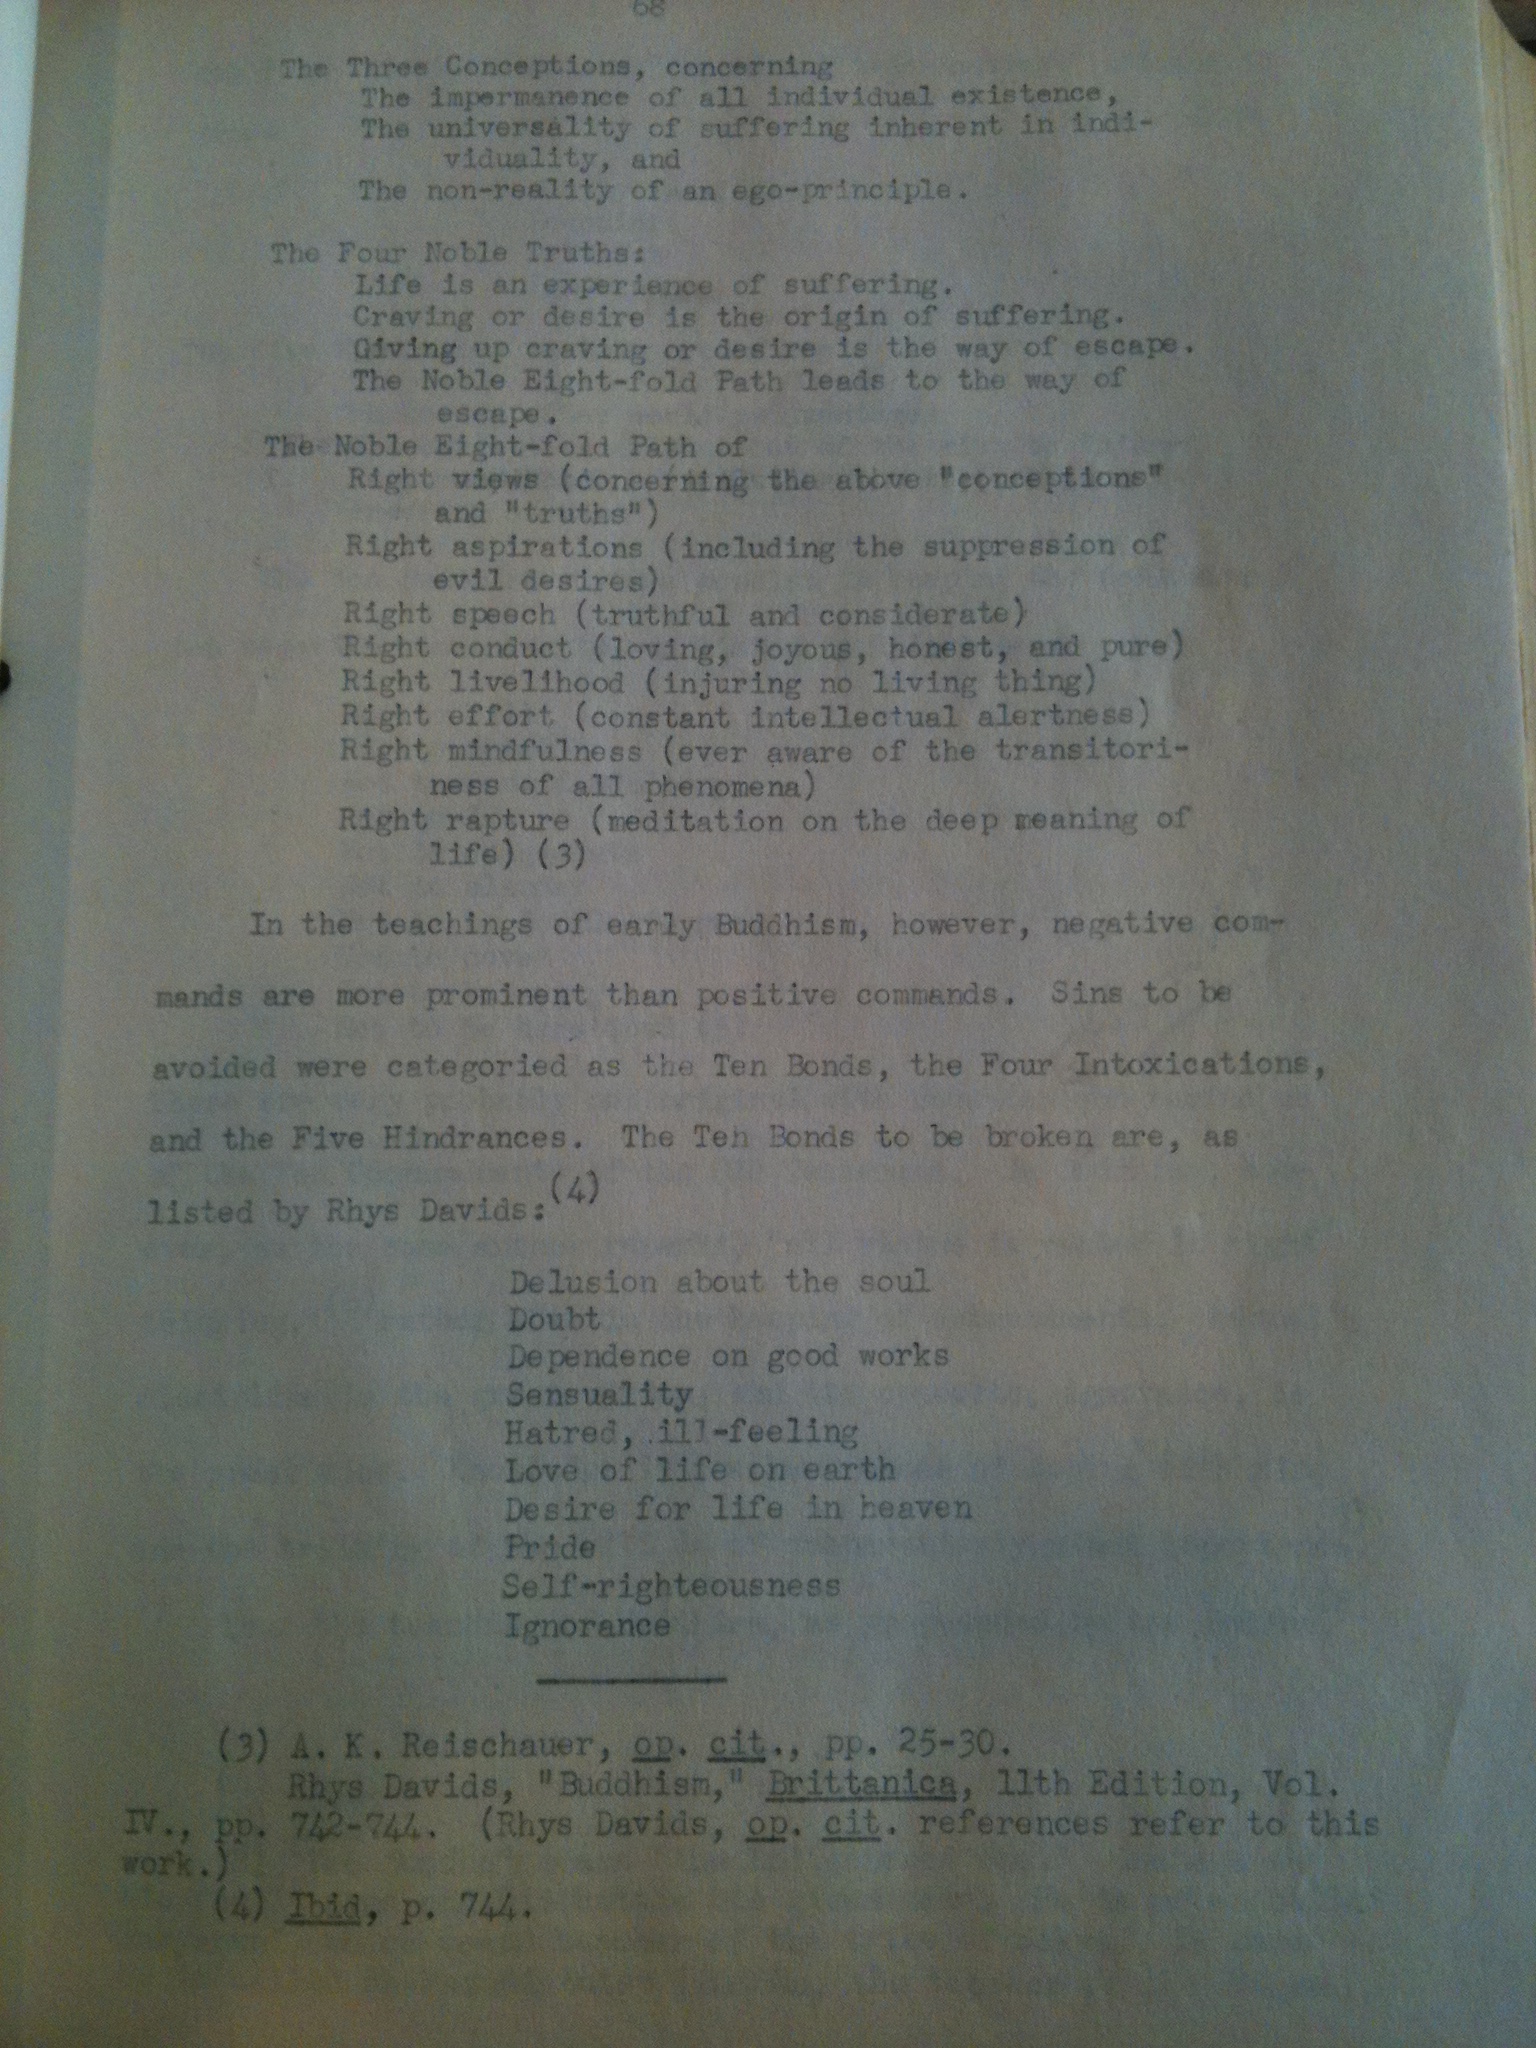 68
The Three Conceptions, concerning
The impermanence of all individual existence,
The universality of suffering inherent in indi-
viduality, and
The non-reality of an ego-principle.
The Four Noble Truths:
Life is an experience of suffering.
Craving or desire is the origin of suffering.
Giving up craving or desire is the way of escape.
The Noble Eight-fold Path leads to the way of
escape.
The Noble Eight-fold Path of
Right views (concerning the above "conceptions"
and "truths")
Right aspirations (including the suppression of
evil desires)
Right speech (truthful and considerate)
Right conduct (loving, joyous, honest, and pure)
Right livelihood (injuring no living thing)
Right effort (constant intellectual alertness)
Right mindfulness (ever aware of the transitori-
ness of all phenomena)
Right rapture (meditation on the deep meaning of
life) (3)
In the teachings of early Buddhism, however, negative com-
mands are more prominent than positive commands. Sins to be
avoided were categoried as the Ten Bonds, the Four Intoxications,
and the Five Hindrances. The Teh Bonds to be broken are, as
listed by Rhys Davids:(4)
Delusion about the soul
Doubt
Dependence on good works
Sensuality
Hatred, ill-feeling
Love of life on earth
Desire for life in heaven
Pride
Self-righteousness
Ignorance
(3) A. K. Reischauer, op. cit., pp. 25-30.
Rhys Davids, "Buddhism," Brittanica, 11th Edition, Vol.
IV., pp. 742-744. (Rhys Davids, op. cit. references refer to this
work.)
(4) Ibid, p. 744.